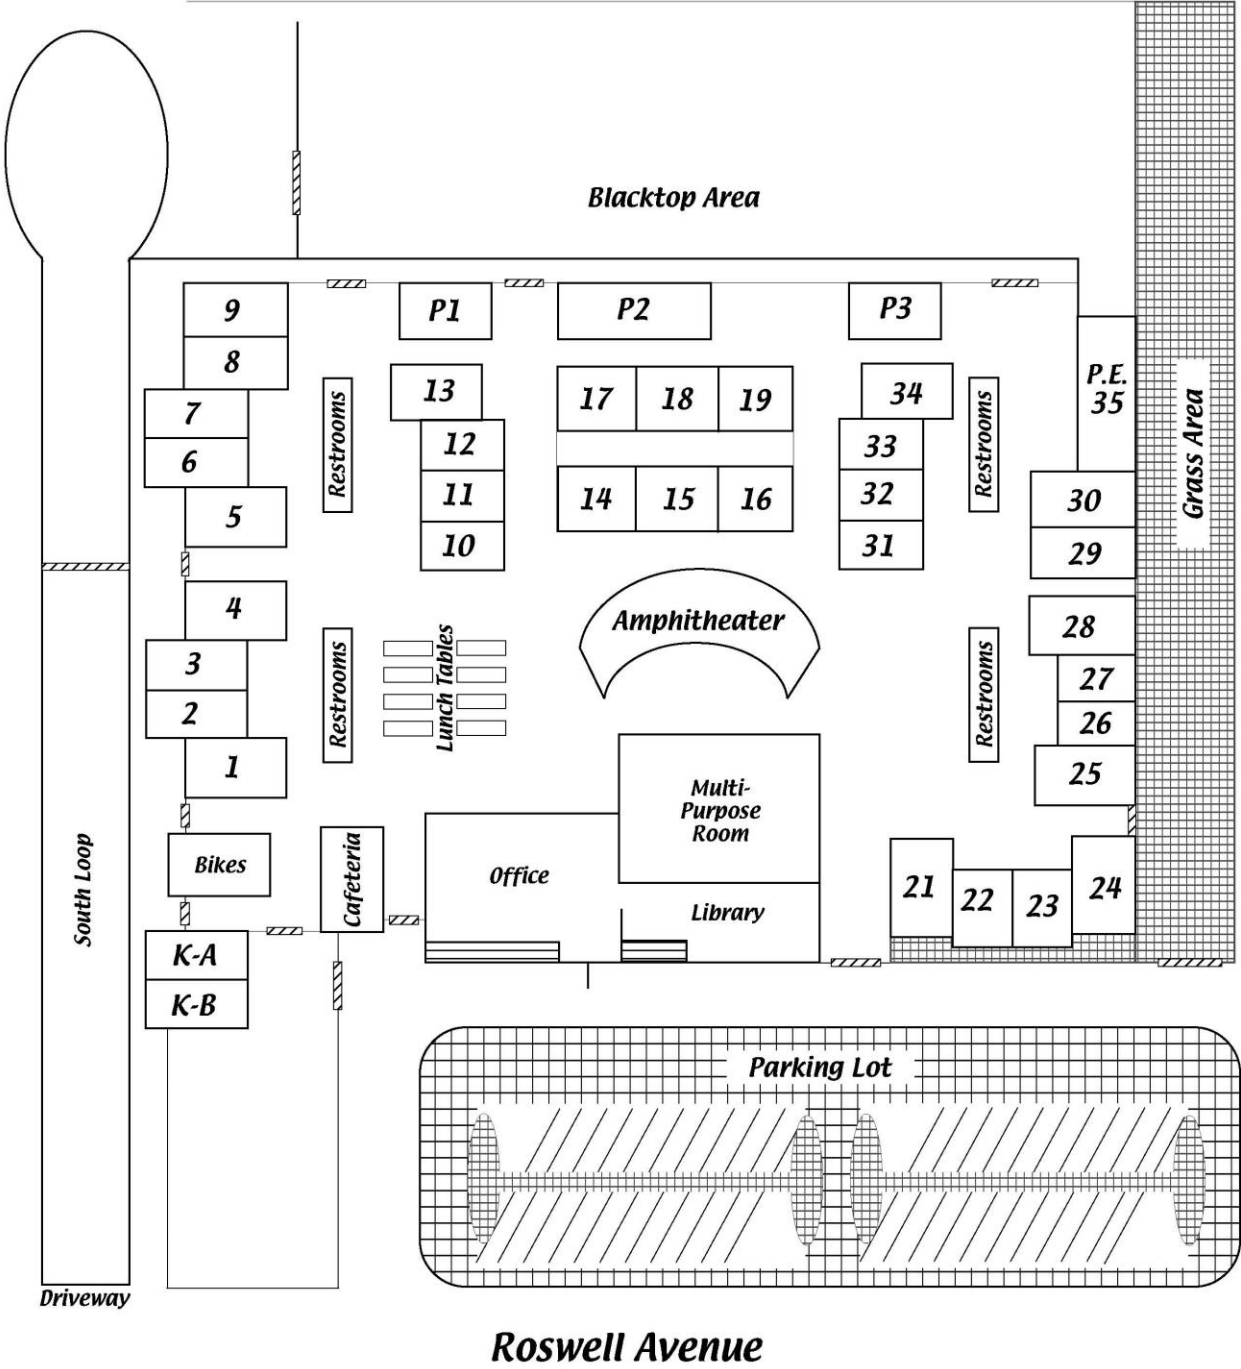 Blacktop Area
9
P1
P2
P3
8
P.E.
35
7
Restrooms
13
17
18
19
34
Restrooms
Grass Area
6
12
33
5
11
14
15
16
32
30
10
31
29
4
Amphitheater
28
3
Restrooms
Lunch Tables
Restrooms
27
2
26
1
Multi-
Purpose
Room
25
South Loop
Bikes
Cafeteria
Office
21
22
23
24
Library
K-A
K-B
Parking Lot
Driveway
Roswell Avenue